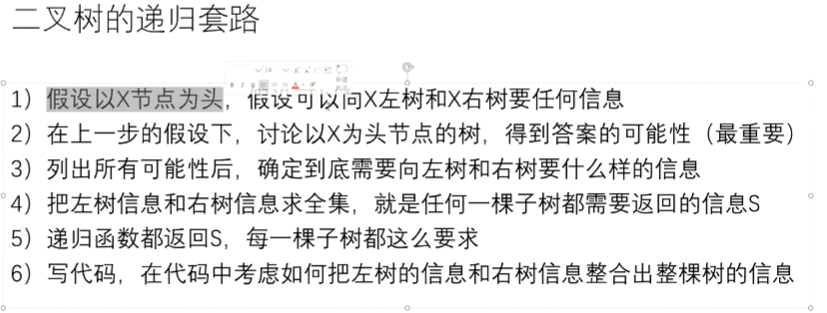 二叉树的递归套路
1）假设以X节点为头，假设可以向X左树和X右树要任何信息
2）在上一步的假设下，讨论以X为头节点的树，得到答案的可能性（最重要）
3）列出所有可能性后，确定到底需要向左树和右树要什么样的信息
4）把左树信息和右树信息求全集，就是任何一棵子树都需要返回的信息S
5）递归函数都返回S，每一棵子树都这么要求
6）写代码，在代码中考虑如何把左树的信息和右树信息整合出整棵树的信息